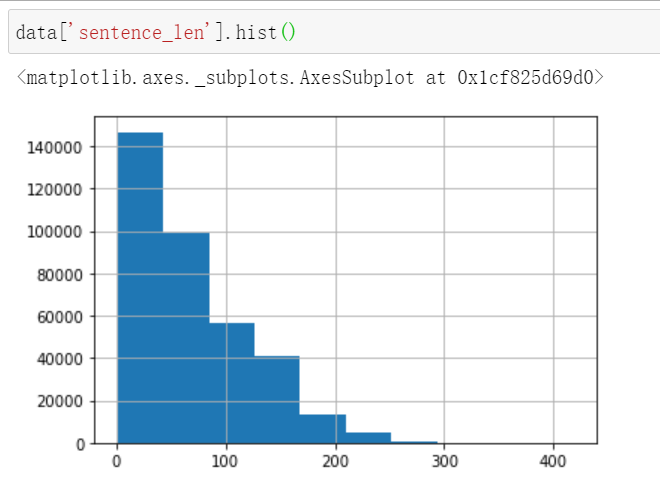 data['sentence_len'].hist()
<matplotlib.axes._subplots.AxesSubplot at 0x1cf825d69d0>
140000
120000
100000
80000
60000
40000
20000
0
0 100 200 300 400